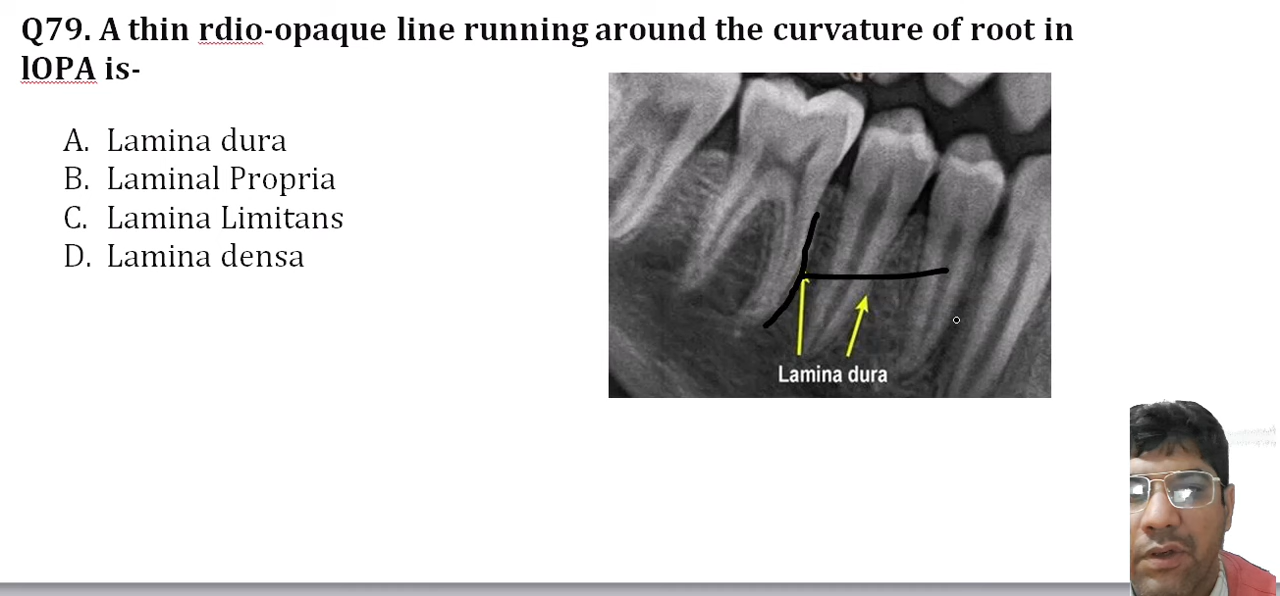 Q79. A thin rdio-opaque line running around the curvature of root in
lOPA is-
A. Lamina dura
B. Laminal Propria
C. Lamina Limitans
D. Lamina densa
Lamina dura